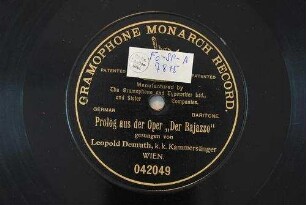 GRAMOPHONE MONARCH RECORD.
PATENTED PATENTED
Manufactured by
The Gramophone and Typewriter Ltd.,
and Sister Companies.
GERMAN BARITONE.
Prolog aus der Oper „Der Bajazzo"
gesungen von
Leopold Demuth, k. k. Kammersänger
WIEN.
042049